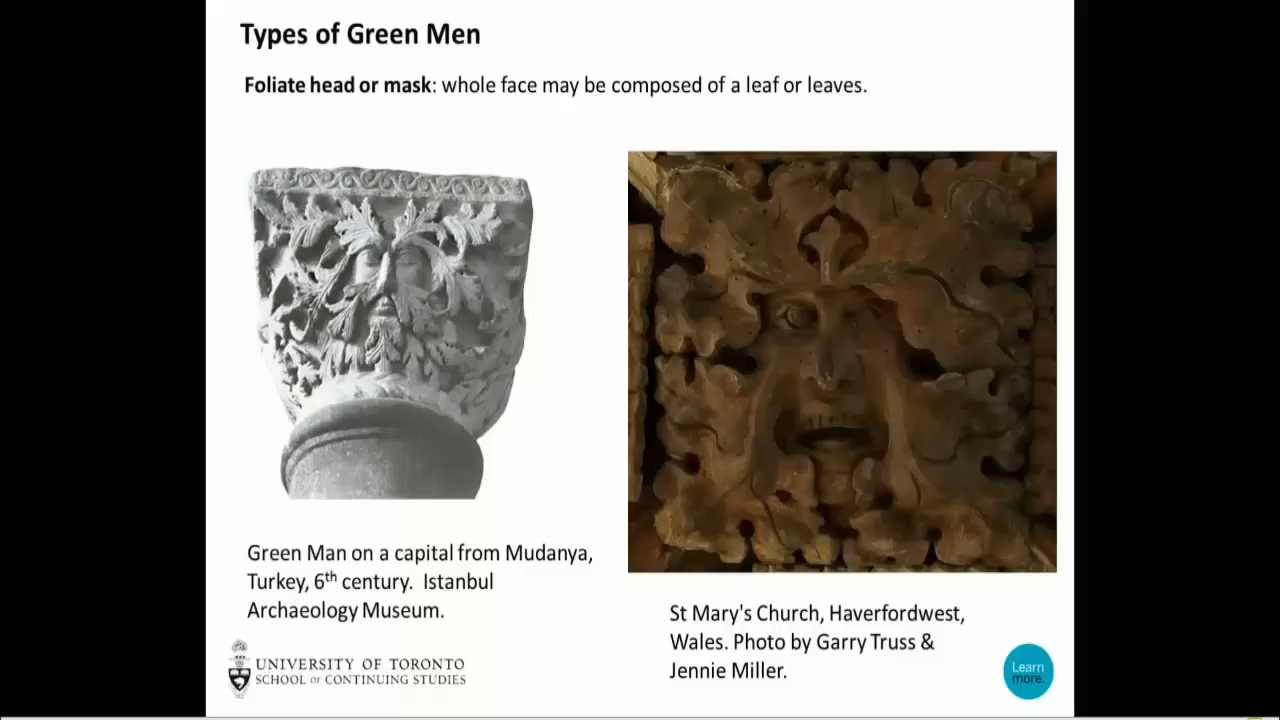 Types of Green Men
Foliate head or mask: whole face may be composed of a leaf or leaves.
Green Man on a capital from Mudanya,
Turkey, 6th century. Istanbul
Archaeology Museum.
St Mary's Church, Haverfordwest,
Wales. Photo by Garry Truss &
Jennie Miller.
UNIVERSITY OF TORONTO
SCHOOL OF CONTINUING STUDIES
Learn
more.